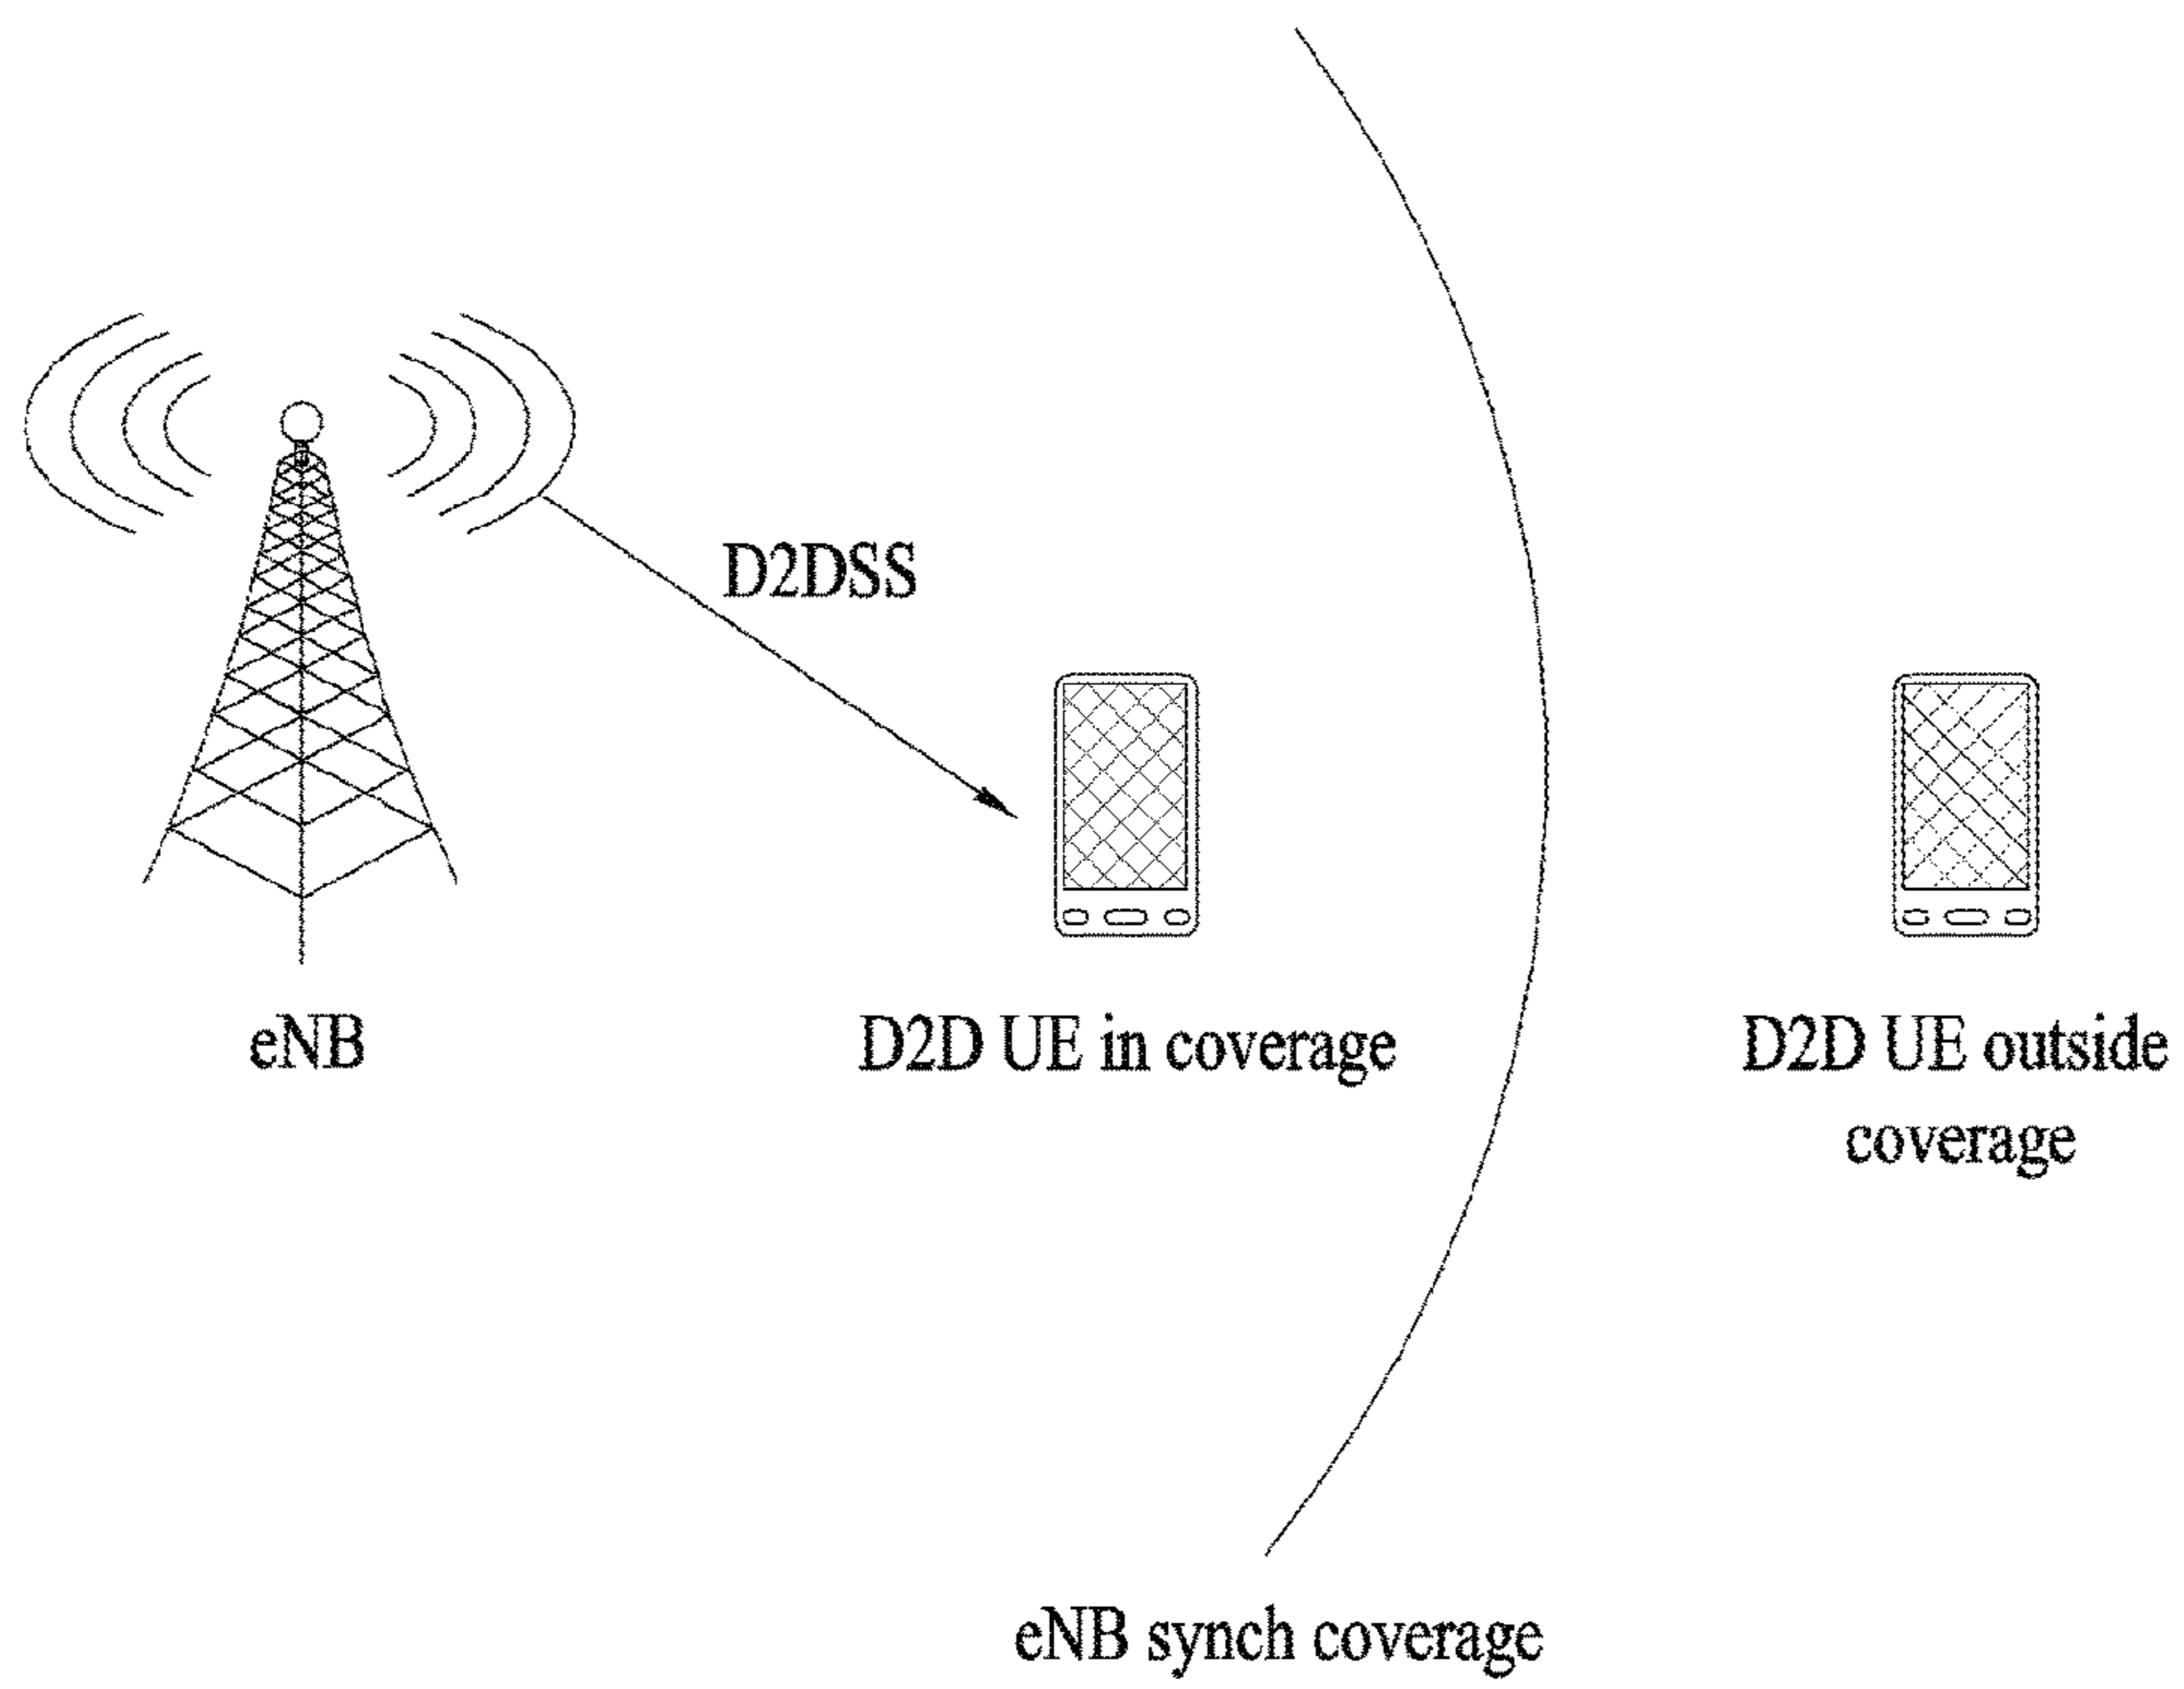 D2DSS
eNB
D2D UE in coverage
D2D UE outside
coverage
eNB synch coverage